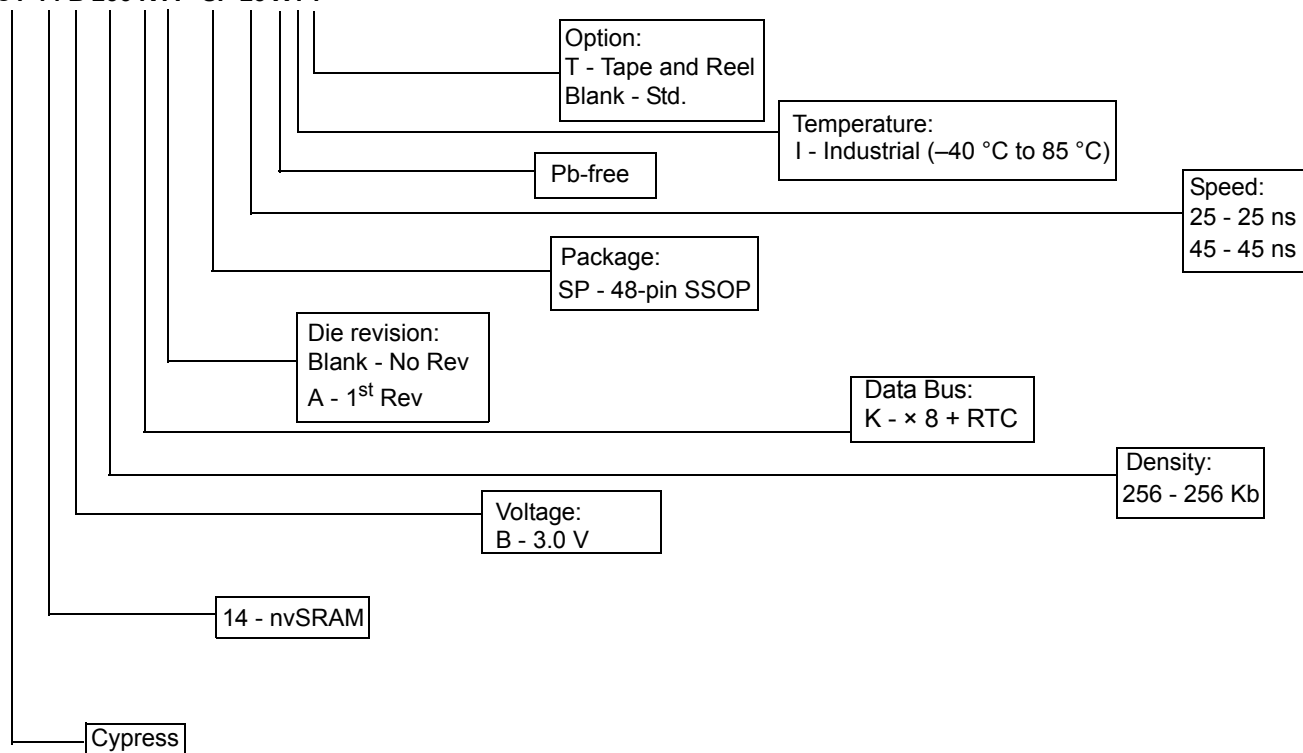 Option:
T - Tape and Reel
Blank - Std.
Temperature:
I - Industrial (–40 °C to 85 °C)
Pb-free
Speed:
25 - 25 ns
45 - 45 ns
Package:
SP - 48-pin SSOP
Die revision:
Blank - No Rev
A - 1st Rev
Data Bus:
K - × 8 + RTC
Density:
256 - 256 Kb
Voltage:
B - 3.0 V
14 - nvSRAM
Cypress